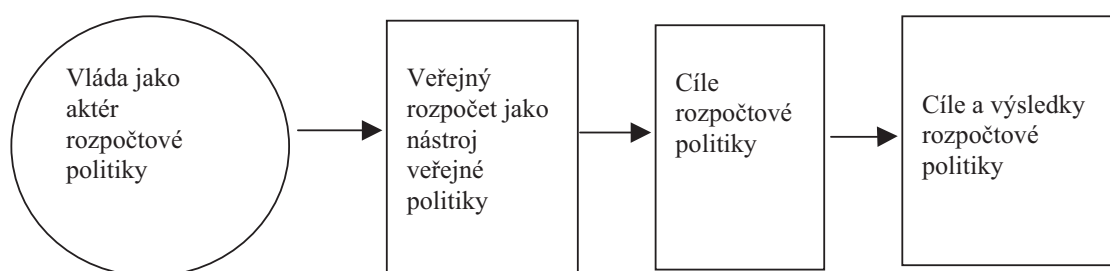 Vláda jako
aktér
rozpočtové
politiky
Veřejný
rozpočet jako
nástroj
veřejné
politiky
Cíle
rozpočtové
politiky
Cíle a výsledky
rozpočtové
politiky